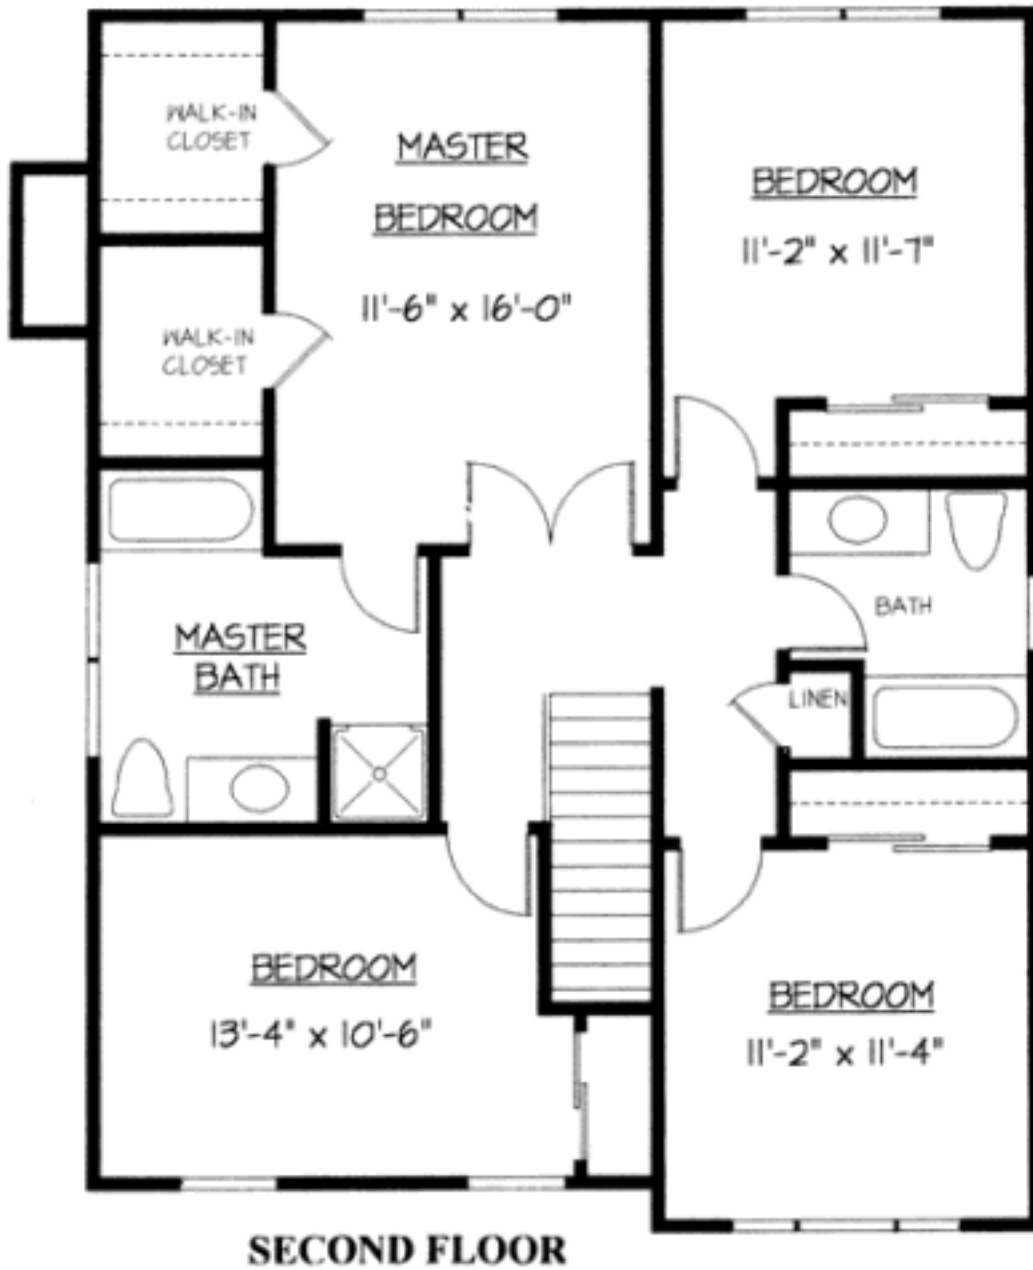 WALK-IN
CLOSET
MASTER
BEDROOM
11'-6" x 16'-0"
BEDROOM
11'-2" x 11'-7"
WALK-IN
CLOSET
MASTER
BATH
BATH
LINEN
BEDROOM
13'-4" x 10'-6"
BEDROOM
11'-2" x 11'-4"
SECOND FLOOR